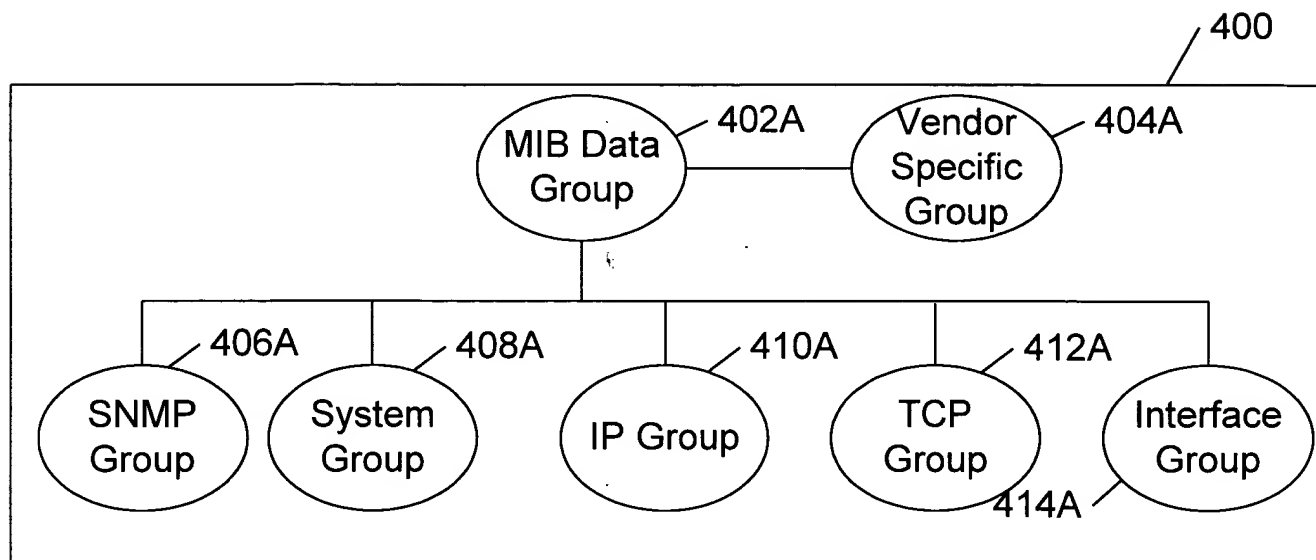 400
MIB Data
Group
402A
Vendor
Specific
Group
404A
406A
408A
410A
412A
SNMP
Group
System
Group
IP Group
TCP
Group
Interface
Group
414A